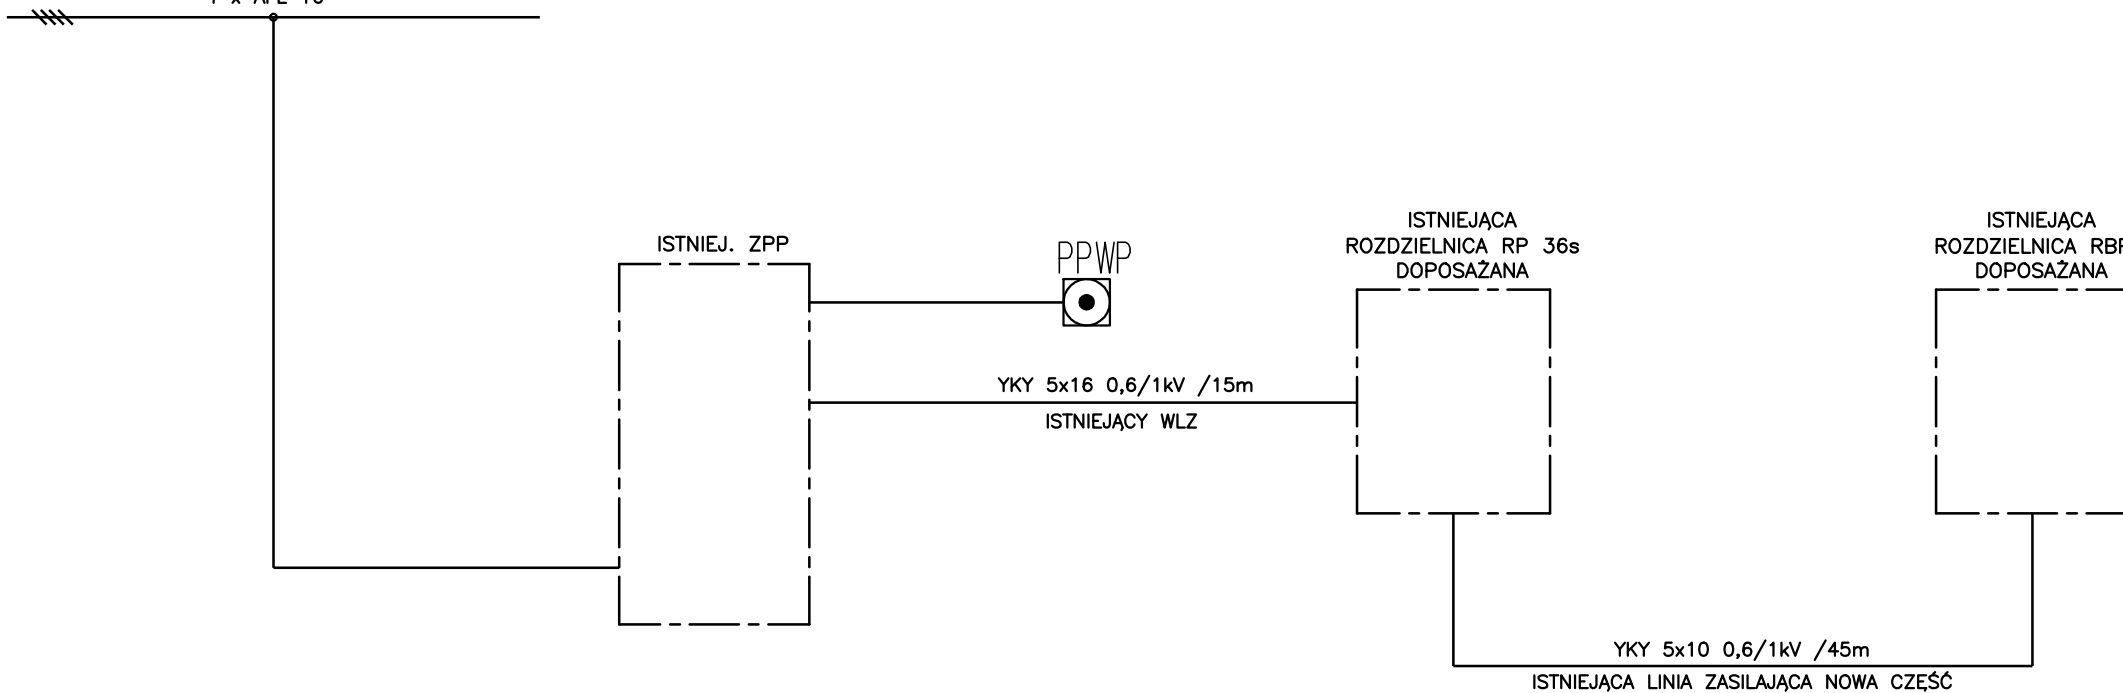 ISTNIEJ. ZPP
PPWP
ISTNIEJĄCA
ROZDZIELNICA RP 36s
DOPOSAŻANA
ISTNIEJĄCA
ROZDZIELNICA
DOPOSAŻANA
YKY 5x16 0,6/1kV /15m
ISTNIEJĄCY WLZ
YKY 5x10 0,6/1kV /45m
ISTNIEJĄCA LINIA ZASILAJĄCA NOWA CZĘŚĆ